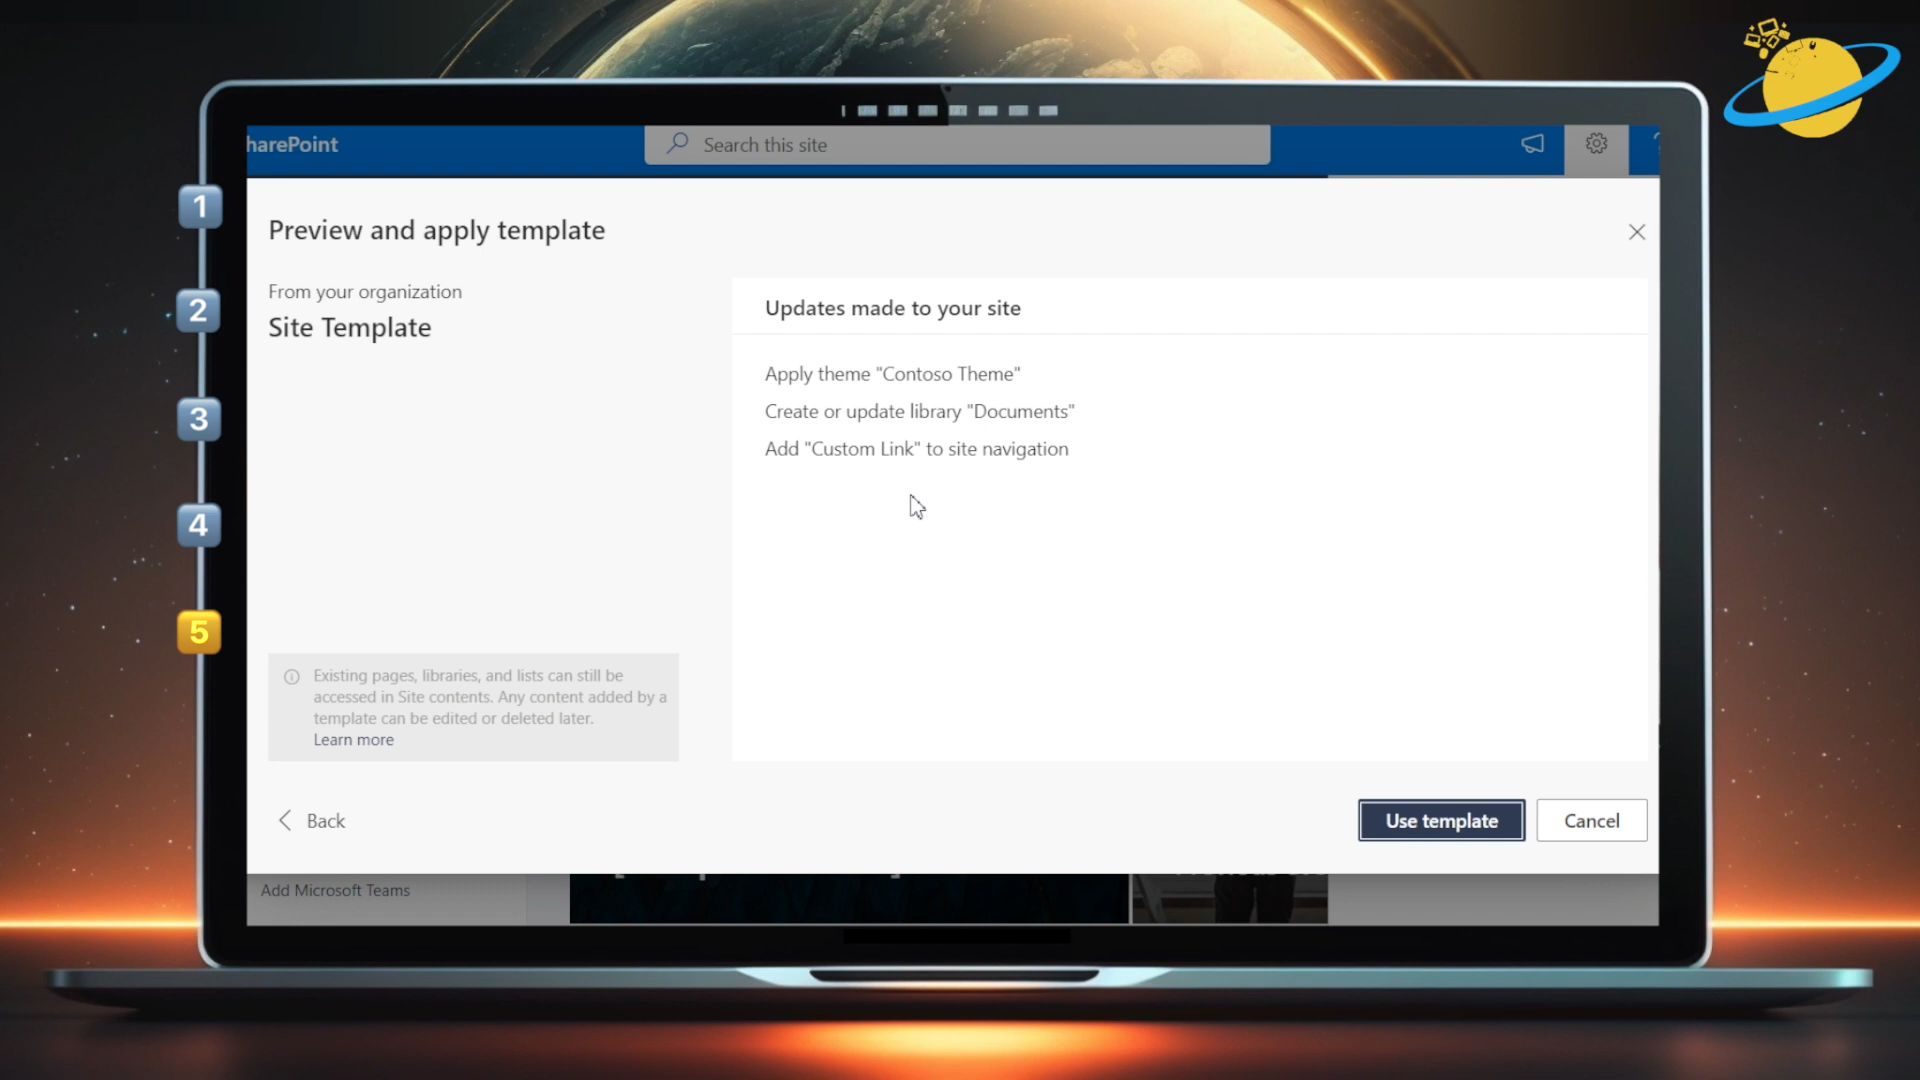 harePoint
Search this site
1
2
3
4
5
Preview and apply template
From your organization
Site Template
Updates made to your site
Apply theme "Contoso Theme"
Create or update library "Documents"
Add "Custom Link" to site navigation
Existing pages, libraries, and lists can still be
accessed in Site contents. Any content added by a
template can be edited or deleted later.
Learn more
Back
Use template
Cancel
Add Microsoft Teams